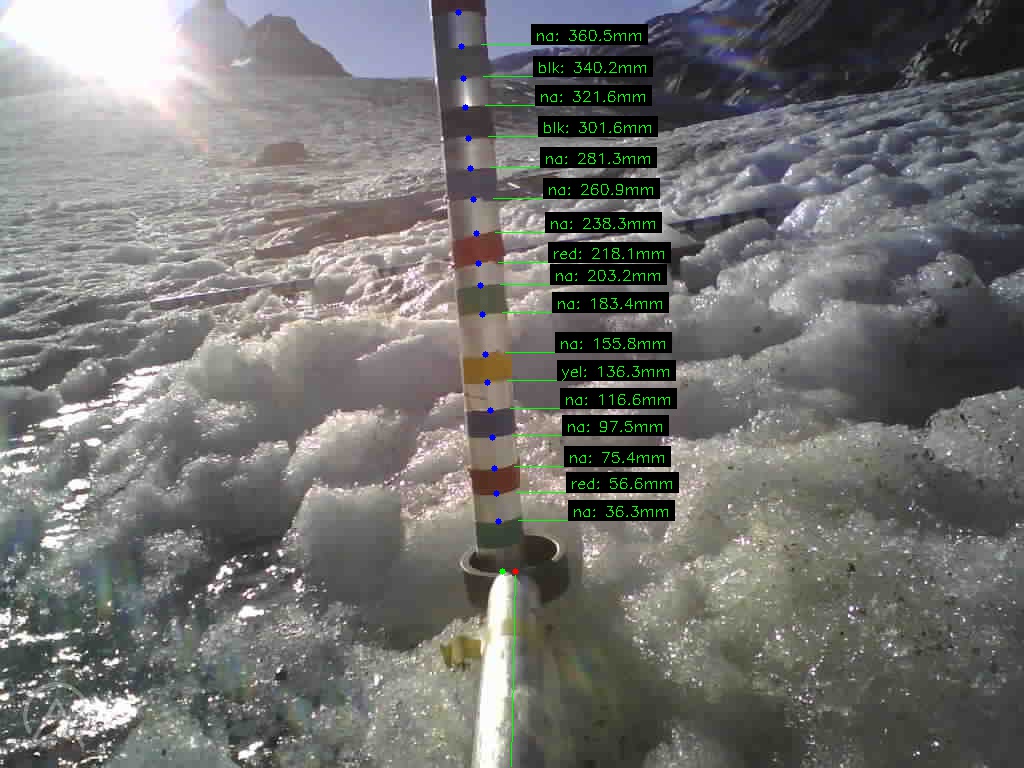 na: 360.5mm
blk: 340.2mm
na: 321.6mm
blk: 301.6mm
na: 281.3mm
na: 260.9mm
na: 238.3mm
red: 218.1mm
na: 203.2mm
na: 183.4mm
na: 155.8mm
yel: 136.3mm
na: 116.6mm
na: 97.5mm
na: 75.4mm
red: 56.6mm
na: 36.3mm